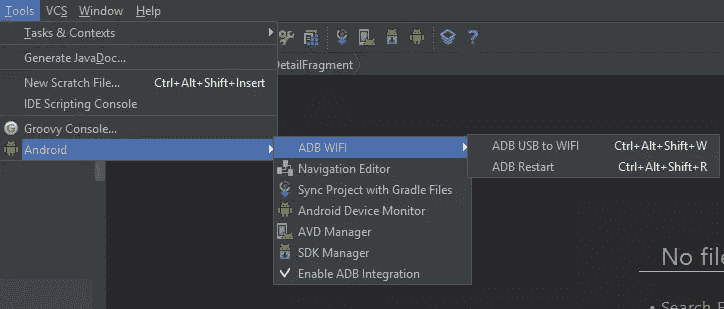 Tools VCS Window Help
Tasks & Contexts
Generate JavaDoc...
DetailFragment
New Scratch File... Ctrl+Alt+Shift+Insert
IDE Scripting Console
Groovy Console...
Android
ADB WIFI
Navigation Editor
Sync Project with Gradle Files
Android Device Monitor
AVD Manager
SDK Manager
Enable ADB Integration
ADB USB to WIFI Ctrl+Alt+Shift+W
ADB Restart Ctrl+Alt+Shift+R
No file
• Search